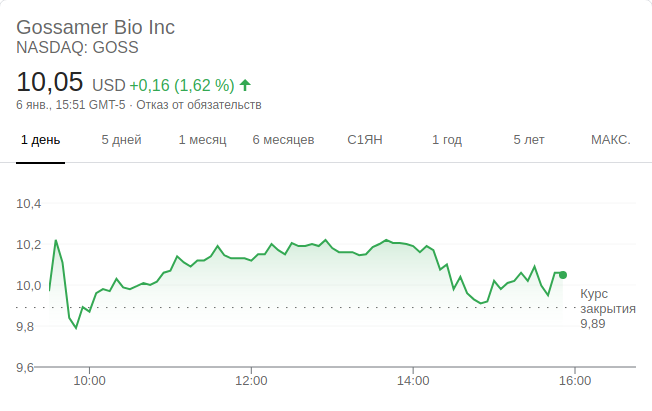 Gossamer Bio Inc
NASDAQ: GOSS
10,05 USD +0,16 (1,62 %)
6 янв., 15:51 GMT-5 · Отказ от обязательств
1 день 5 дней 1 месяц 6 месяцев С1ЯН 1 год 5 лет МАКС.
10,4
10,2
10,0
Курс
закрытия
9,89
9,8
9,6
10:00 12:00 14:00 16:00